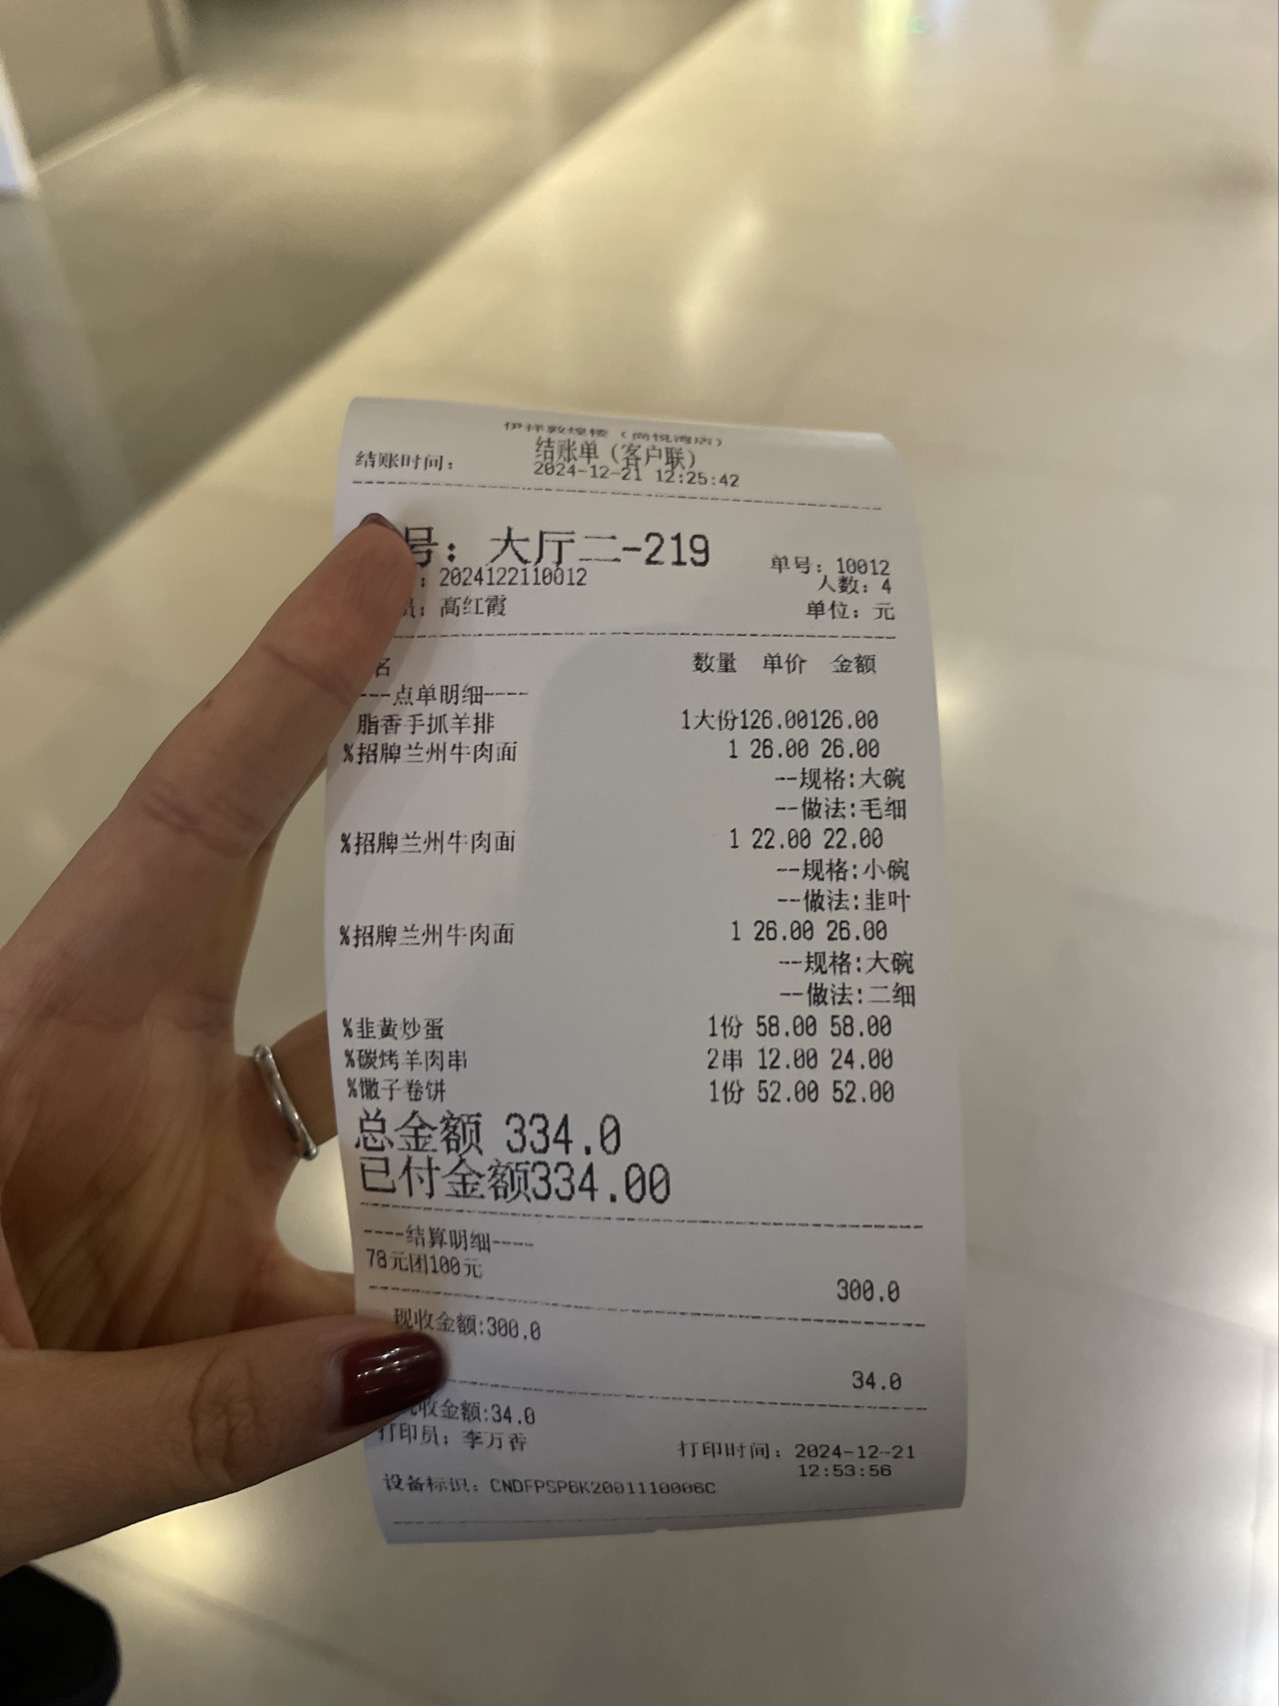 伊祥敦煌楼（尚悦湾店）
结账单（客户联）
结账时间： 2024-12-21 12:25:42
号：大厅二-219
单号：10012
：2024122110012
人数：4
员：高红霞
单位：元
名 数量 单价 金额
---点单明细----
脂香手抓羊排 1大份126.00126.00
%招牌兰州牛肉面 1 26.00 26.00
--规格:大碗
--做法:毛细
%招牌兰州牛肉面 1 22.00 22.00
--规格:小碗
--做法:韭叶
%招牌兰州牛肉面 1 26.00 26.00
--规格:大碗
--做法:二细
%韭黄炒蛋 1份 58.00 58.00
%碳烤羊肉串 2串 12.00 24.00
%馓子卷饼 1份 52.00 52.00
总金额 334.0
已付金额334.00
----结算明细----
78元团100元
300.0
现收金额:300.0
34.0
收金额:34.0
打印员：李万香 打印时间：2024-12-21
12:53:56
设备标识：CNDFPSP6K2001110006C